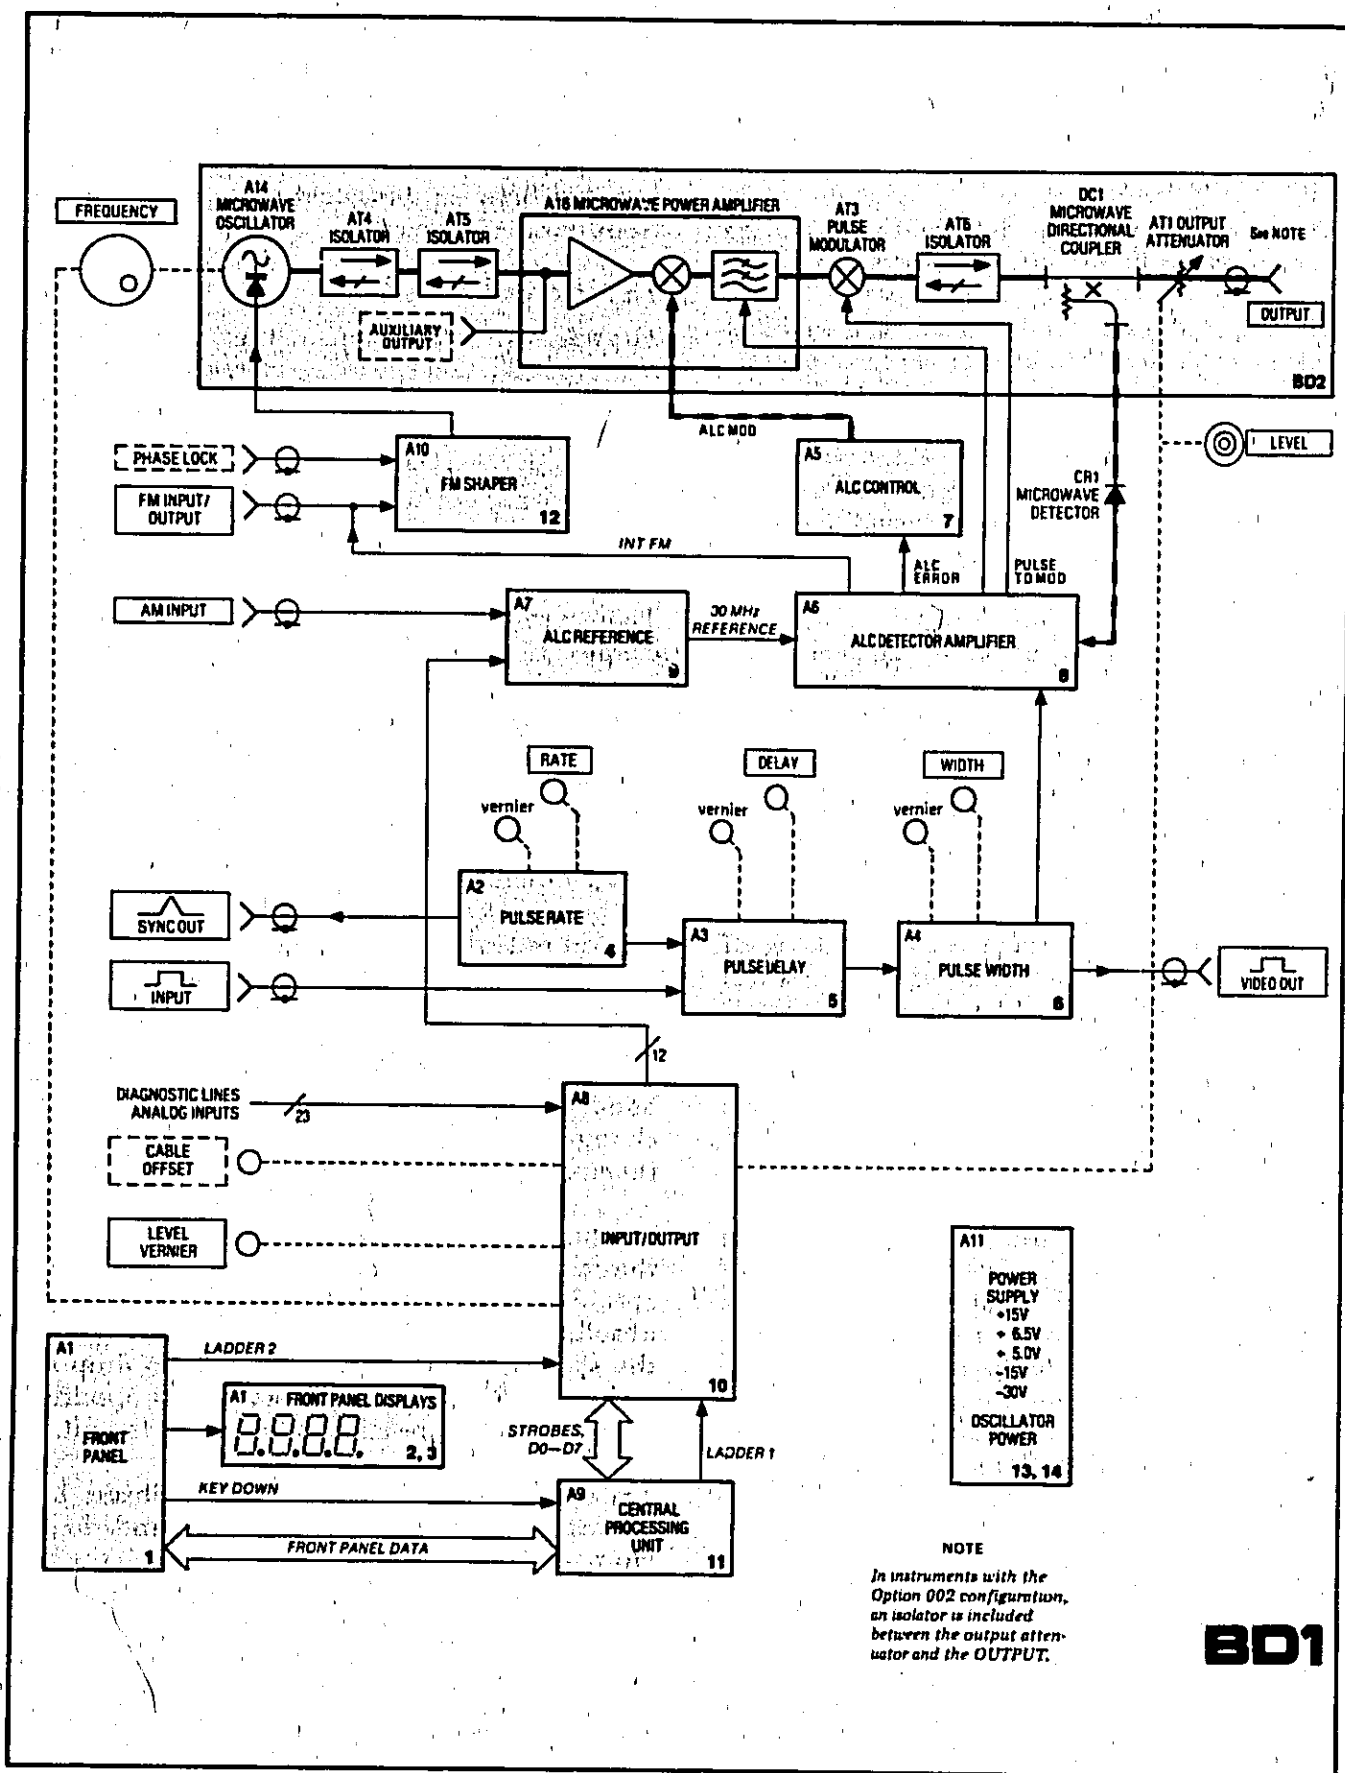 FREQUENCY
A14
MICROWAVE
OSCILLATOR
AT4
ISOLATOR
AT5
ISOLATOR
A16 MICROWAVE POWER AMPLIFIER
AT3
PULSE
MODULATOR
AT6
ISOLATOR
DC1
MICROWAVE
DIRECTIONAL
COUPLER
AT1 OUTPUT
ATTENUATOR
See NOTE
AUXILIARY
OUTPUT
OUTPUT
BD2
ALC MOD
PHASE LOCK
FM INPUT/
OUTPUT
A10
FM SHAPER
12
A5
ALC CONTROL
7
LEVEL
CR1
MICROWAVE
DETECTOR
INT FM
ALC
ERROR
PULSE
TO MOD
AM INPUT
A7
ALC REFERENCE
9
30 MHz
REFERENCE
A6
ALC DETECTOR AMPLIFIER
8
RATE
vernier
DELAY
vernier
WIDTH
vernier
SYNC OUT
A2
PULSE RATE
4
INPUT
A3
PULSE DELAY
5
A4
PULSE WIDTH
6
VIDEO OUT
12
DIAGNOSTIC LINES
ANALOG INPUTS
23
A8
INPUT/OUTPUT
10
CABLE
OFFSET
LEVEL
VERNIER
A11
POWER
SUPPLY
+15V
+ 6.5V
+ 5.0V
-15V
-30V
OSCILLATOR
POWER
13, 14
A1
FRONT
PANEL
1
LADDER 2
A1 FRONT PANEL DISPLAYS
8.8.8.8.
2, 3
STROBES,
D0—D7
LADDER 1
KEY DOWN
A9
CENTRAL
PROCESSING
UNIT
11
FRONT PANEL DATA
NOTE
In instruments with the
Option 002 configuration,
an isolator is included
between the output atten-
uator and the OUTPUT.
BD1